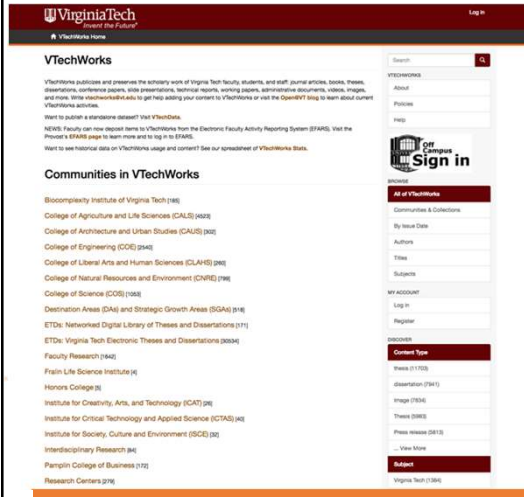 VirginiaTech
Invent the Future®
Log in
VTechWorks Home
VTechWorks
VTechWorks publicizes and preserves the scholarly work of Virginia Tech faculty, students, and staff: journal articles, books, theses,
dissertations, conference papers, slide presentations, technical reports, working papers, administrative documents, videos, images,
and more. Write vtechworks@vt.edu to get help adding your content to VTechWorks or visit the Open@VT blog to learn about current
VTechWorks activities.
Want to publish a standalone dataset? Visit VTechData.
NEWS: Faculty can now deposit items to VTechWorks from the Electronic Faculty Activity Reporting System (EFARS). Visit the
Provost's EFARS page to learn more and to log in to EFARS.
Want to see historical data on VTechWorks usage and content? See our spreadsheet of VTechWorks Stats.
Communities in VTechWorks
Biocomplexity Institute of Virginia Tech [185]
College of Agriculture and Life Sciences (CALS) [4523]
College of Architecture and Urban Studies (CAUS) [302]
College of Engineering (COE) [2540]
College of Liberal Arts and Human Sciences (CLAHS) [260]
College of Natural Resources and Environment (CNRE) [799]
College of Science (COS) [1053]
Destination Areas (DAs) and Strategic Growth Areas (SGAs) [518]
ETDs: Networked Digital Library of Theses and Dissertations [171]
ETDs: Virginia Tech Electronic Theses and Dissertations [30534]
Faculty Research [1642]
Fralin Life Science Institute [4]
Honors College [5]
Institute for Creativity, Arts, and Technology (ICAT) [26]
Institute for Critical Technology and Applied Science (ICTAS) [40]
Institute for Society, Culture and Environment (ISCE) [32]
Interdisciplinary Research [84]
Pamplin College of Business [172]
Research Centers [279]
Search
VTECHWORKS
About
Policies
Help
Off
Campus
Sign in
BROWSE
All of VTechWorks
Communities & Collections
By Issue Date
Authors
Titles
Subjects
MY ACCOUNT
Log in
Register
DISCOVER
Content Type
thesis (11703)
dissertation (7941)
Image (7834)
Thesis (5983)
Press release (5813)
... View More
Subject
Virginia Tech (1384)